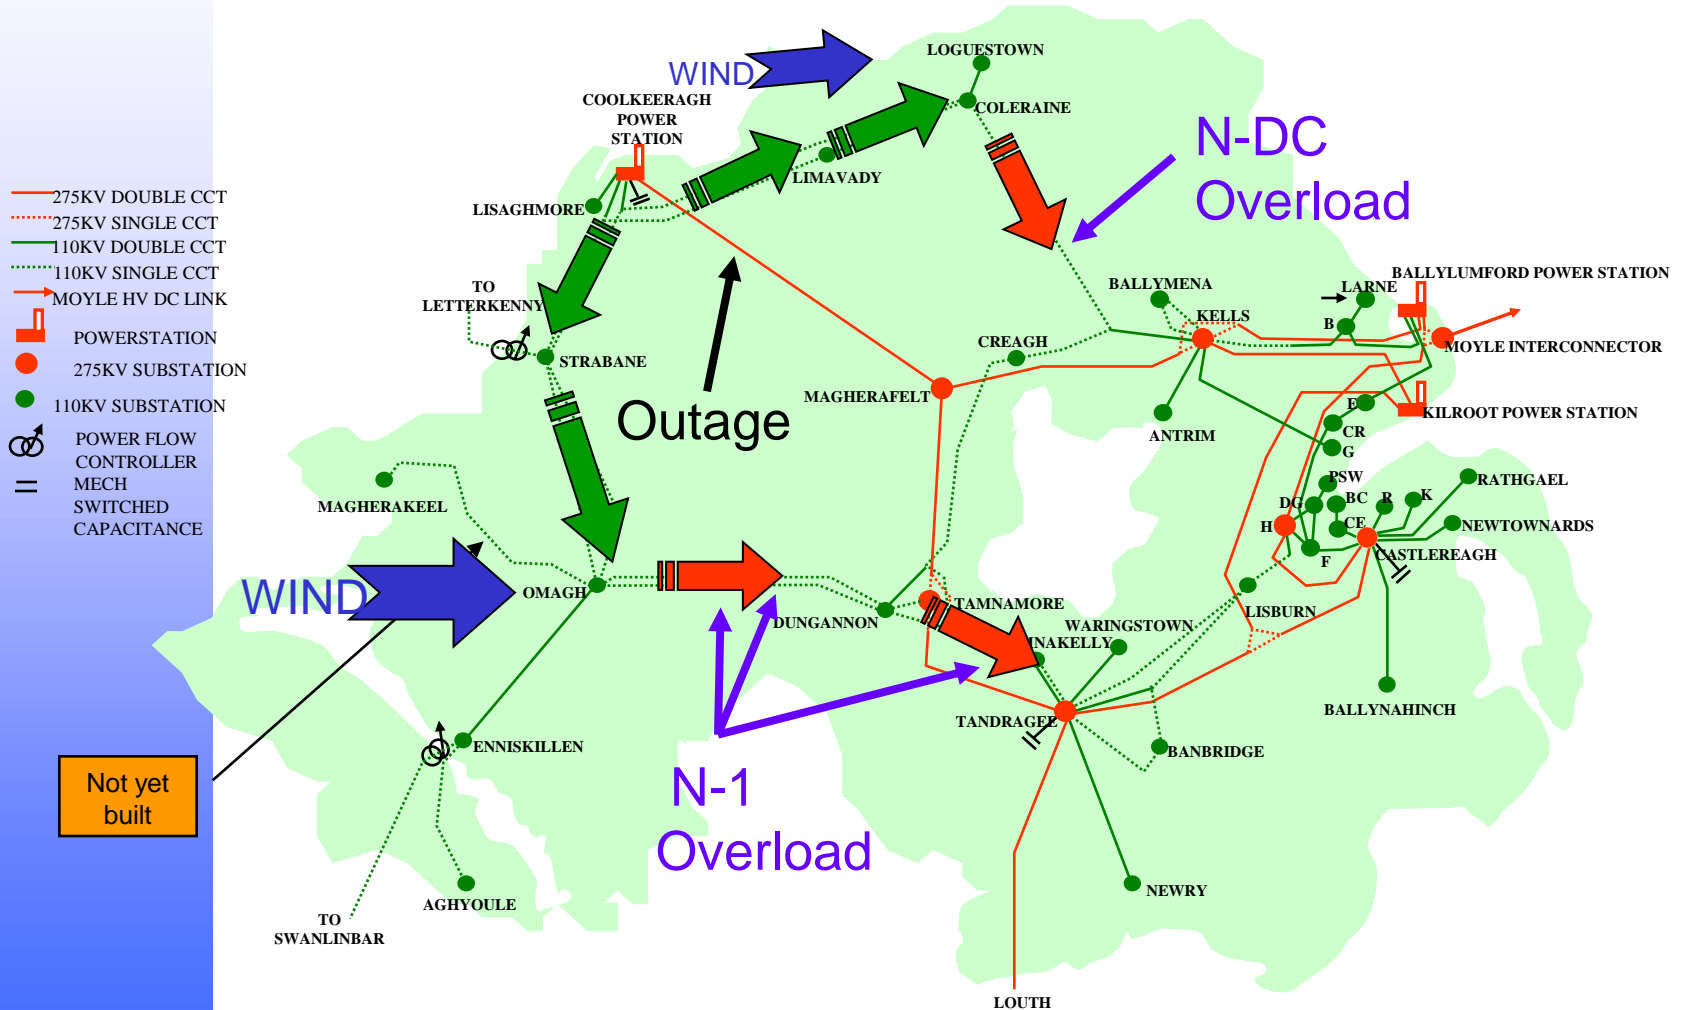 275KV DOUBLE CCT
275KV SINGLE CCT
110KV DOUBLE CCT
110KV SINGLE CCT
MOYLE HV DC LINK
POWERSTATION
275KV SUBSTATION
110KV SUBSTATION
POWER FLOW
CONTROLLER
MECH
SWITCHED
CAPACITANCE
Not yet
built
WIND
LOGUESTOWN
COOLKEERAGH
POWER
STATION
COLERAINE
N-DC
Overload
LIMAVADY
LISAGHMORE
TO
LETTERKENNY
BALLYMENA
BALLYLUMFORD POWER STATION
LARNE
KELLS
B
MOYLE INTERCONNECTOR
CREAGH
STRABANE
MAGHERAFELT
Outage
E
KILROOT POWER STATION
ANTRIM
CR
G
MAGHERAKEEL
PSW
RATHGAEL
DG
BC
R
K
H
CE
NEWTOWNARDS
F
CASTLEREAGH
WIND
OMAGH
DUNGANNON
TAMNAMORE
LISBURN
WARINGSTOWN
INAKELLY
TANDRAGEE
BALLYNAHINCH
BANBRIDGE
ENNISKILLEN
N-1
Overload
AGHYOULE
NEWRY
TO
SWANLINBAR
LOUTH